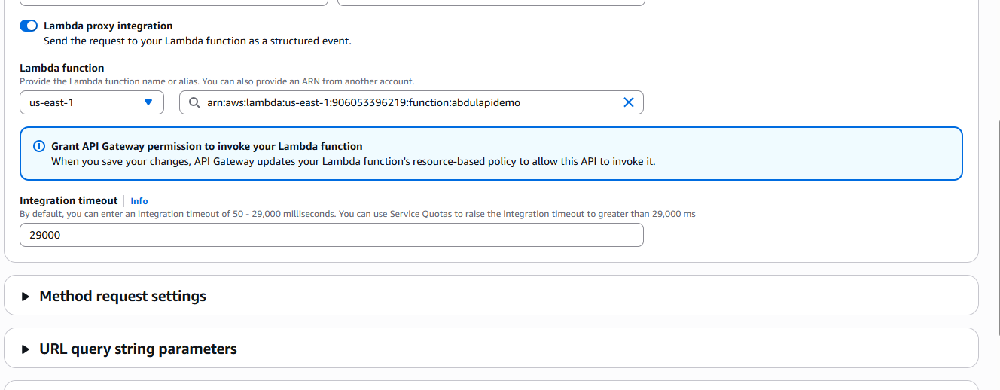 Lambda proxy integration
Send the request to your Lambda function as a structured event.
Lambda function
Provide the Lambda function name or alias. You can also provide an ARN from another account.
us-east-1
arn:aws:lambda:us-east-1:906053396219:function:abdulapidemo
Grant API Gateway permission to invoke your Lambda function
When you save your changes, API Gateway updates your Lambda function's resource-based policy to allow this API to invoke it.
Integration timeout Info
By default, you can enter an integration timeout of 50 - 29,000 milliseconds. You can use Service Quotas to raise the integration timeout to greater than 29,000 ms
29000
Method request settings
URL query string parameters